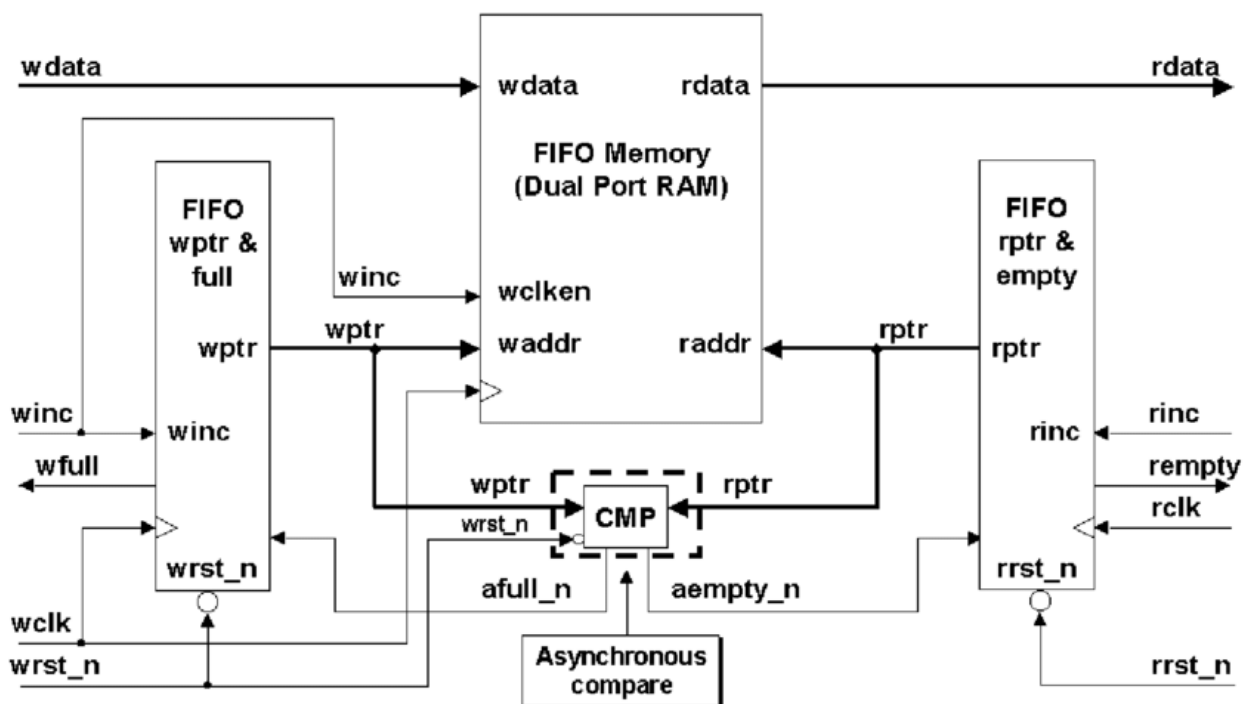 wdata
wdata
rdata
rdata
FIFO Memory
(Dual Port RAM)
FIFO
wptr &
full
FIFO
rptr &
empty
winc
wclken
wptr
wptr
waddr
raddr
rptr
rptr
winc
winc
rinc
rinc
wfull
rempty
wptr
CMP
rptr
wrst_n
rclk
wrst_n
rrst_n
afull_n
aempty_n
wclk
wrst_n
Asynchronous
compare
rrst_n